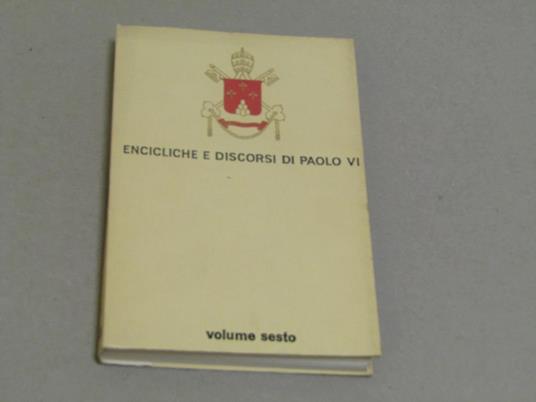 ENCICLICHE E DISCORSI DI PAOLO VI
volume sesto